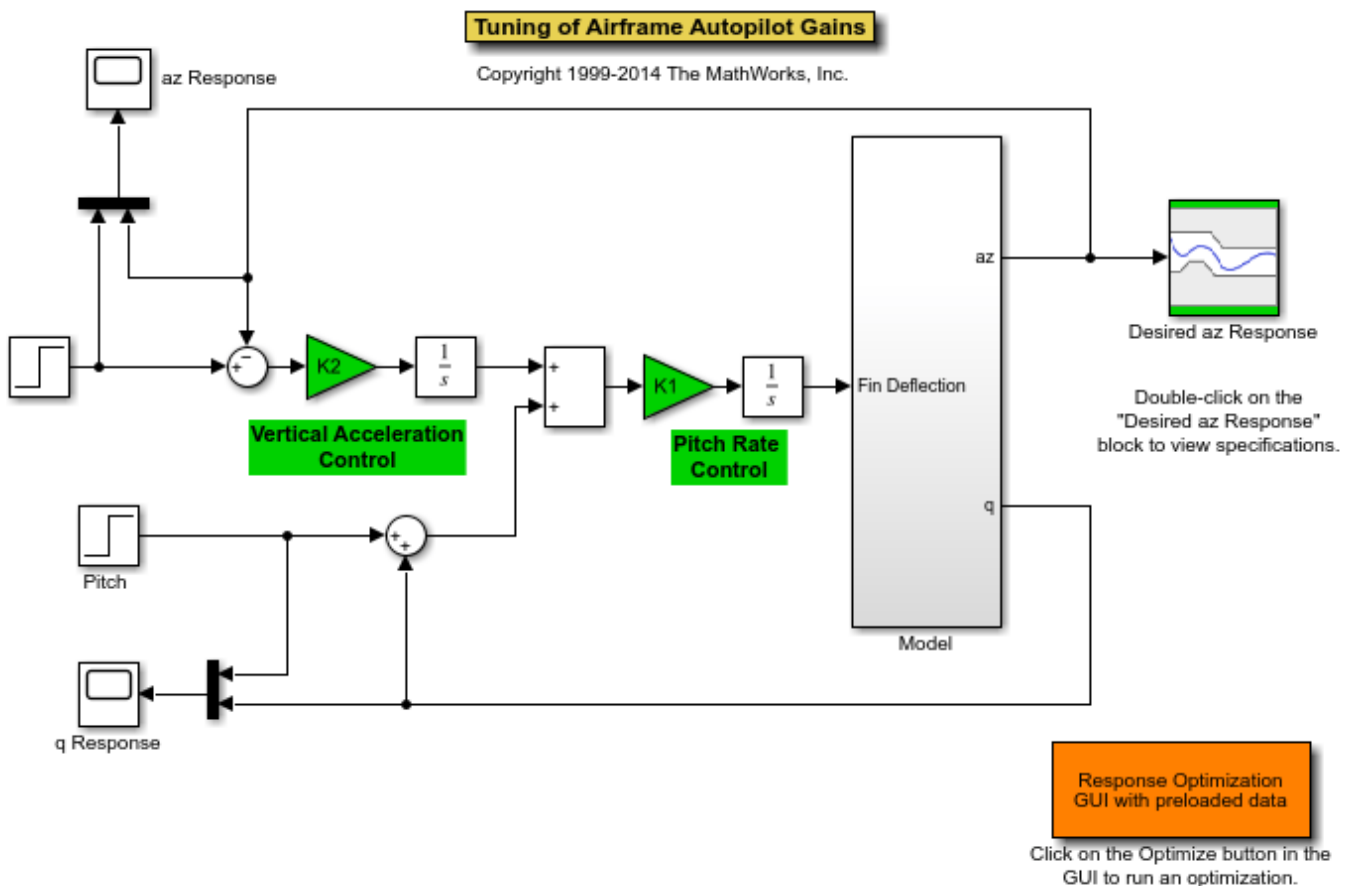 Tuning of Airframe Autopilot Gains
Copyright 1999-2014 The MathWorks, Inc.
az Response
az
Desired az Response
−
+
K2
1
s
+
+
K1
1
s
Fin Deflection
Double-click on the
"Desired az Response"
block to view specifications.
Vertical Acceleration
Control
Pitch Rate
Control
q
+
+
Pitch
Model
q Response
Response Optimization
GUI with preloaded data
Click on the Optimize button in the
GUI to run an optimization.